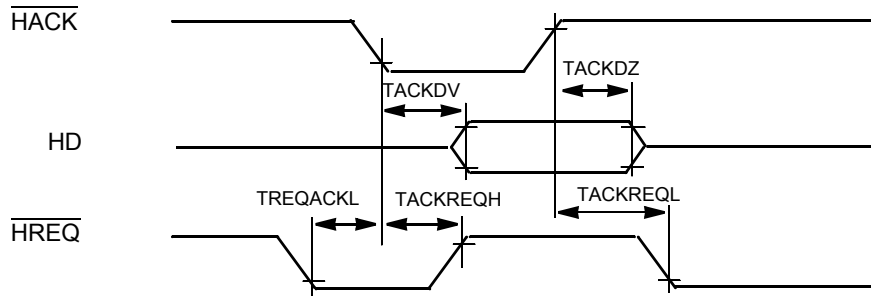 HACK
TACKDZ
TACKDV
HD
TREQACKL TACKREQH TACKREQL
HREQ